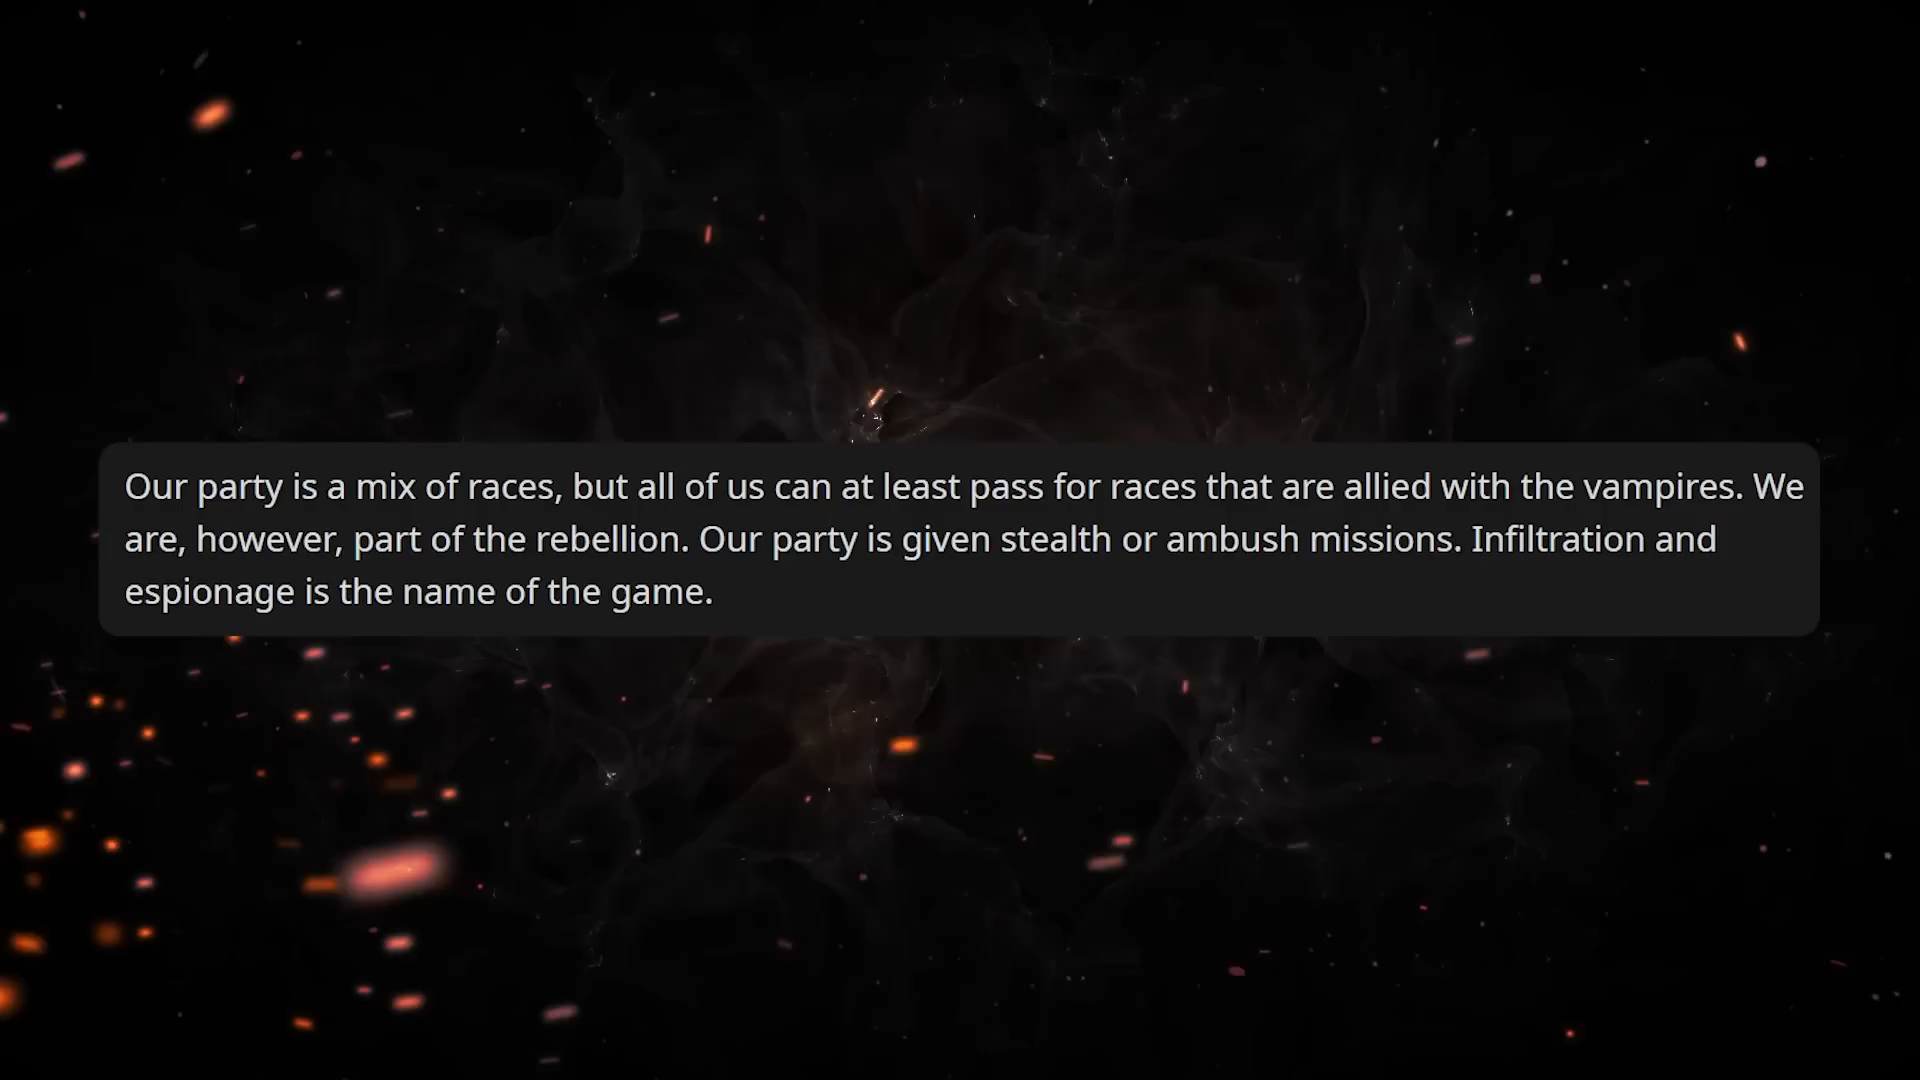 Our party is a mix of races, but all of us can at least pass for races that are allied with the vampires. We
are, however, part of the rebellion. Our party is given stealth or ambush missions. Infiltration and
espionage is the name of the game.